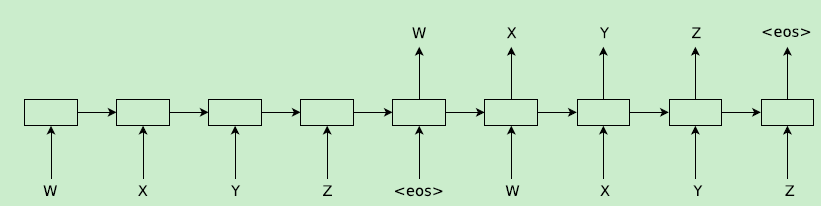 W X Y Z <eos>
W X Y Z <eos> W X Y Z